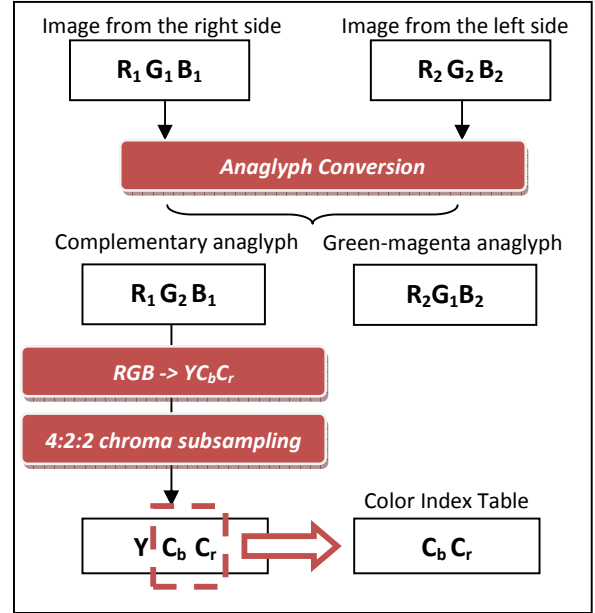 Image from the right side
Image from the left side
R₁ G₁ B₁
R₂ G₂ B₂
Anaglyph Conversion
Complementary anaglyph
Green-magenta anaglyph
R₁ G₂ B₁
R₂G₁B₂
RGB -> YCbCr
4:2:2 chroma subsampling
Color Index Table
Y Cb Cr
Cb Cr